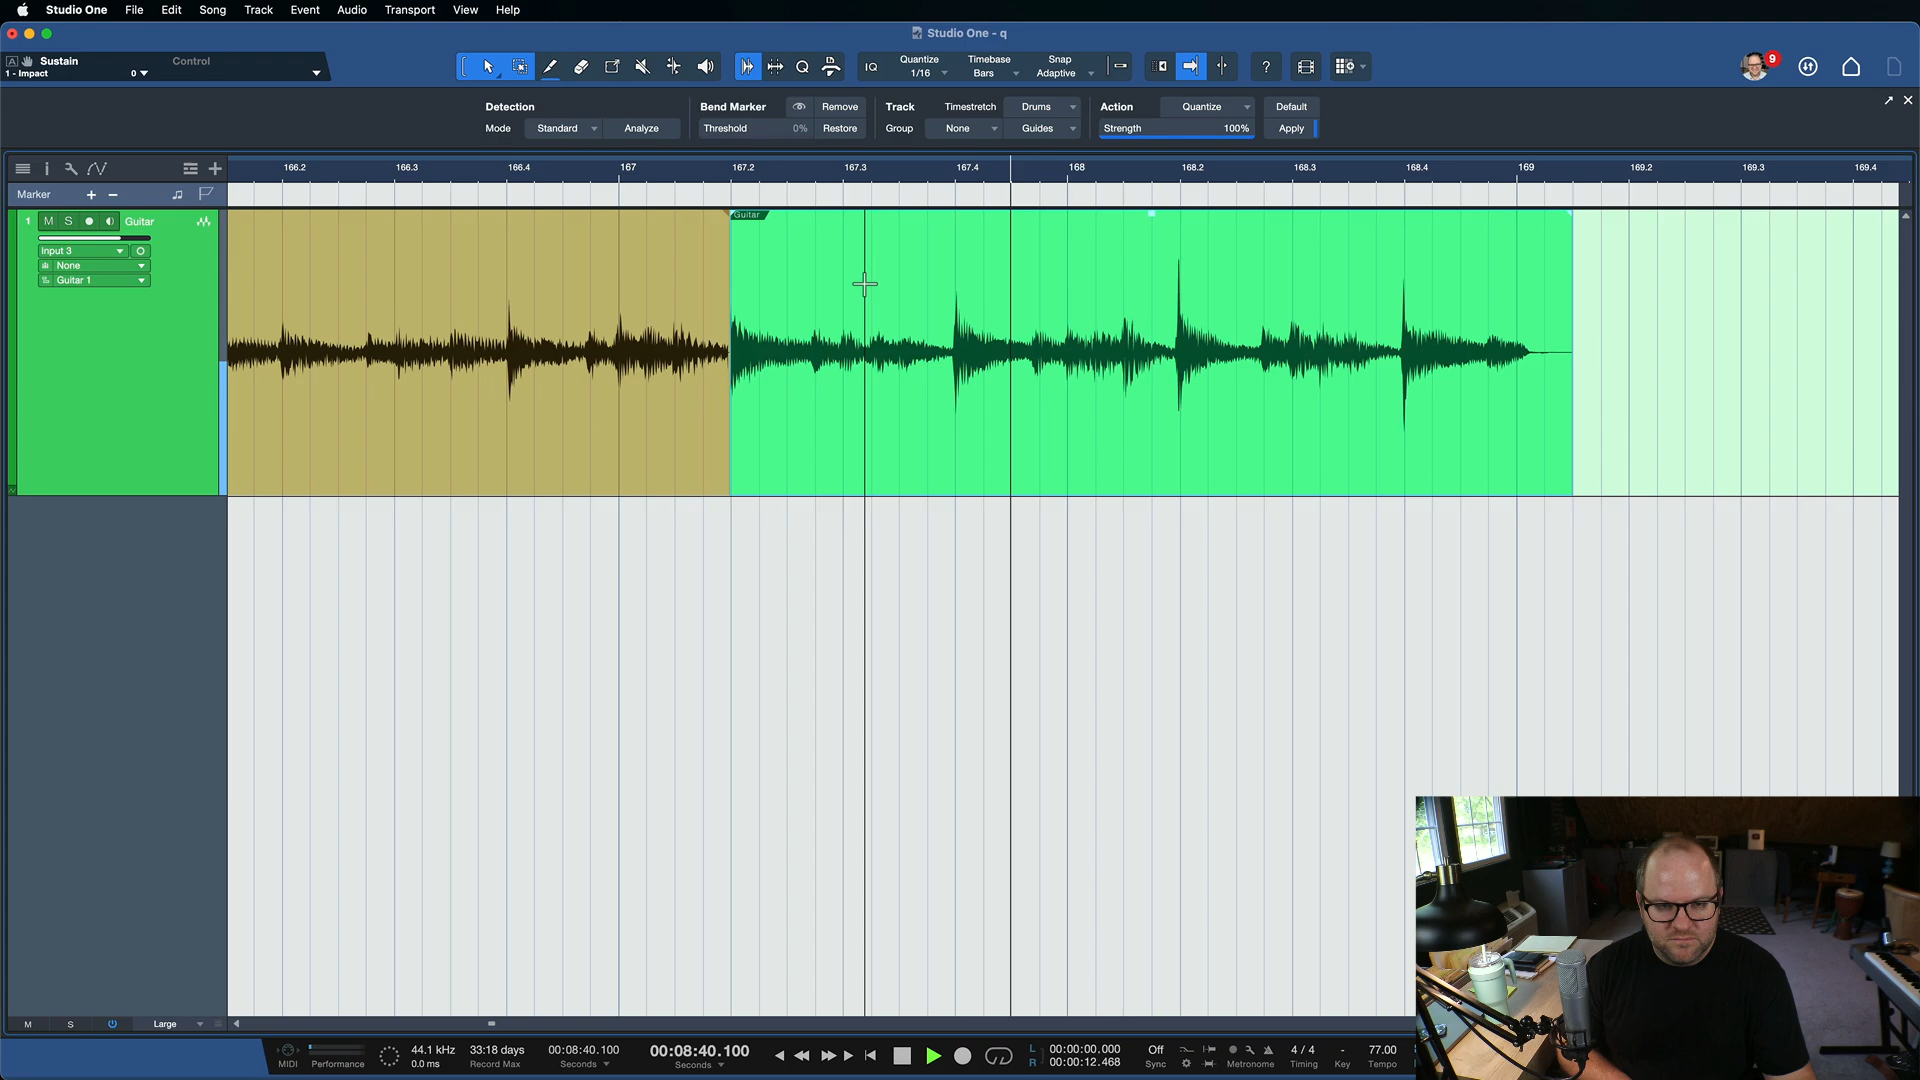 Studio One File Edit Song Track Event Audio Transport View Help
Studio One - q
A Sustain Control
1 - Impact 0
IQ Quantize 1/16 Timebase Bars Snap Adaptive ?
9
Detection Bend Marker Remove Track Timestretch Drums Action Quantize Default
Mode Standard Analyze Threshold 0% Restore Group None Guides Strength 100% Apply
166.2 166.3 166.4 167 167.2 167.3 167.4 168 168.2 168.3 168.4 169 169.2 169.3 169.4
Marker
1 M S Guitar
Guitar
Input 3
None
Guitar 1
M S Large
MIDI Performance
44.1 kHz
0.0 ms
33:18 days
Record Max
00:08:40.100
Seconds
00:08:40.100
Seconds
L 00:00:00.000
R 00:00:12.468
Off
Sync
Metronome
4 / 4
Timing
-
Key
77.00
Tempo